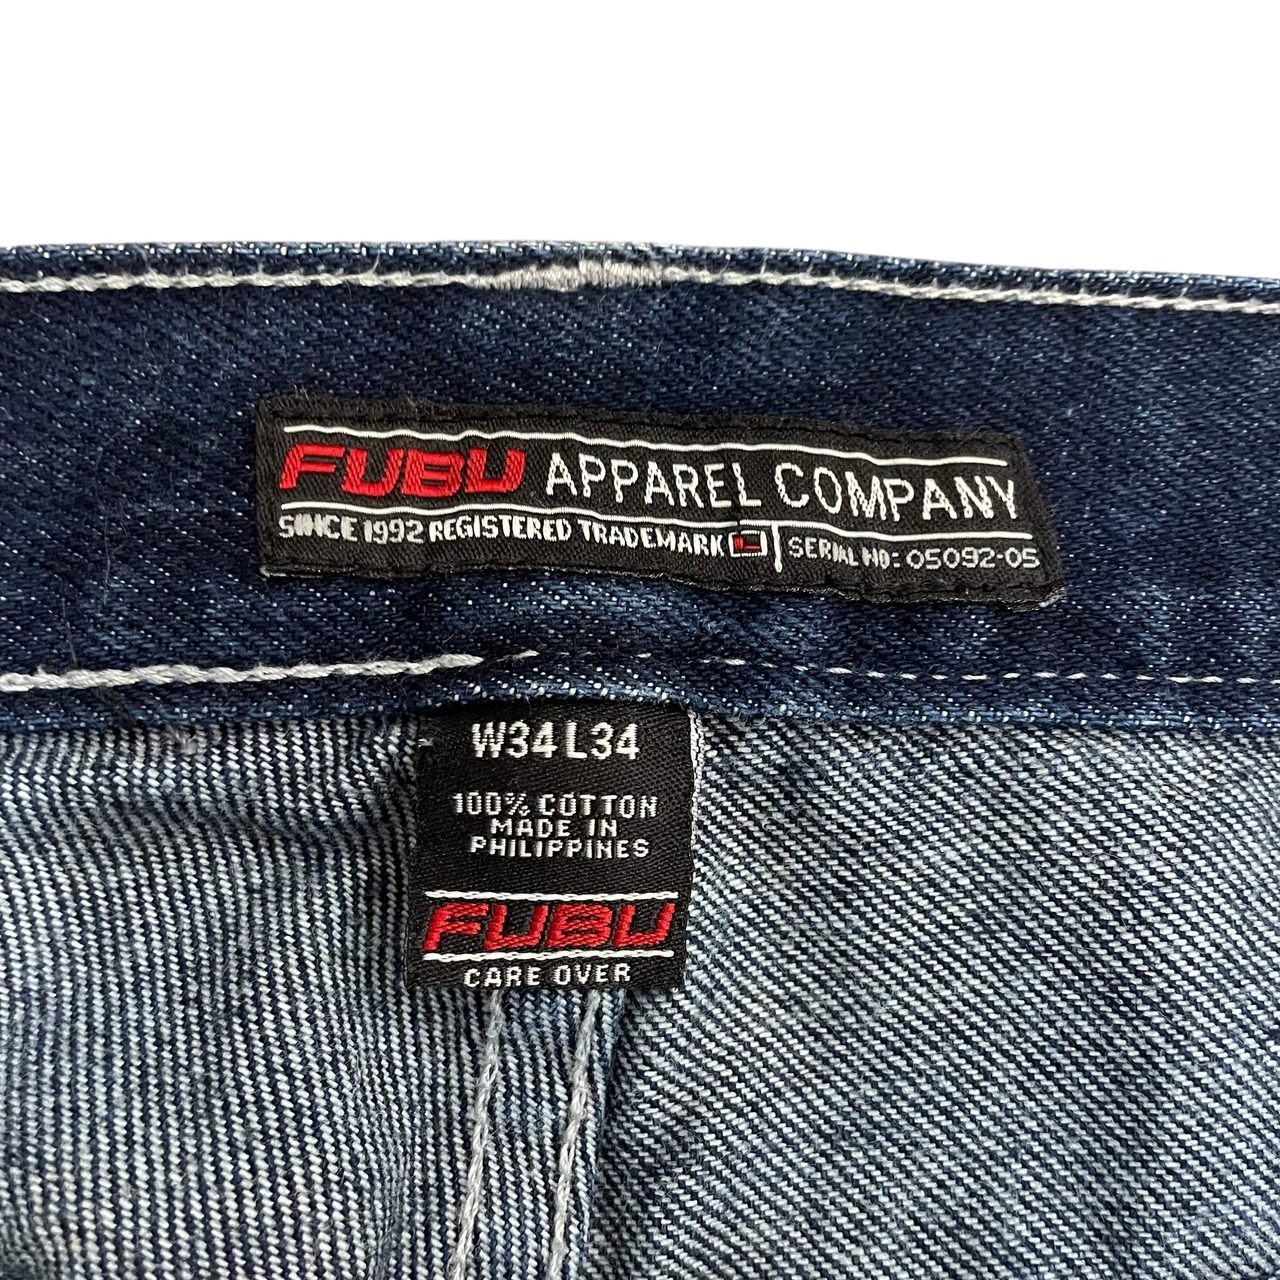 FUBU APPAREL COMPANY
SINCE 1992 REGISTERED TRADEMARK SERIAL NO: 05092-05
W34 L34
100% COTTON
MADE IN
PHILIPPINES
FUBU
CARE OVER